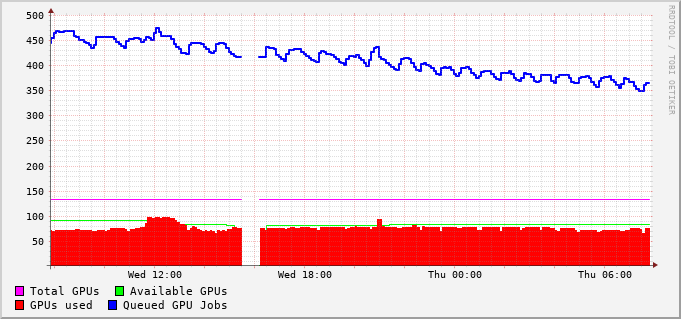 500
450
400
350
300
250
200
150
100
50
Wed 12:00 Wed 18:00 Thu 00:00 Thu 06:00
Total GPUs Available GPUs
GPUs used Queued GPU Jobs
RRDTOOL / TOBI OETIKER